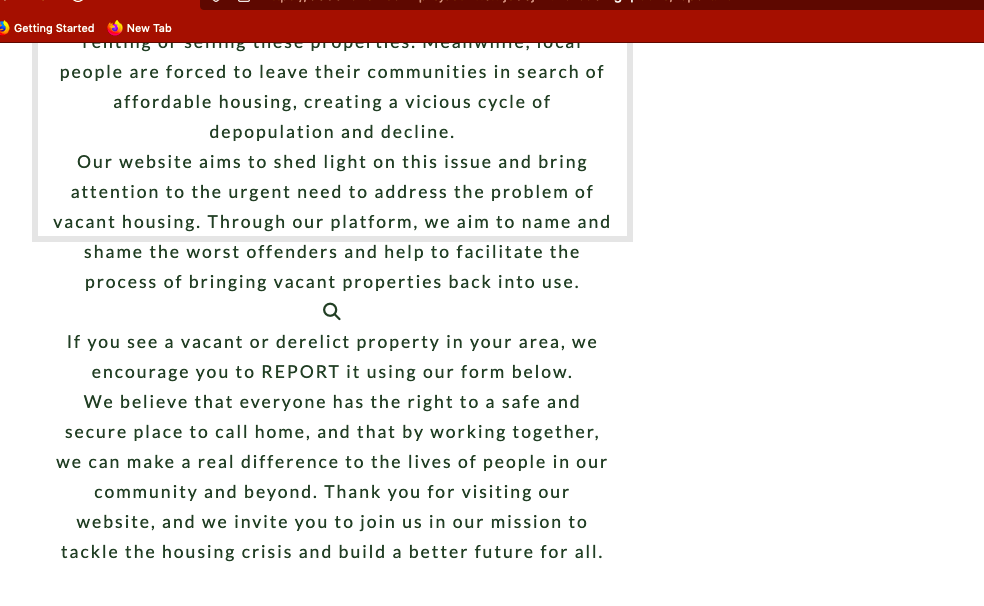 Getting Started New Tab
renting or selling these properties. Meanwhile, local
people are forced to leave their communities in search of
affordable housing, creating a vicious cycle of
depopulation and decline.
Our website aims to shed light on this issue and bring
attention to the urgent need to address the problem of
vacant housing. Through our platform, we aim to name and
shame the worst offenders and help to facilitate the
process of bringing vacant properties back into use.
If you see a vacant or derelict property in your area, we
encourage you to REPORT it using our form below.
We believe that everyone has the right to a safe and
secure place to call home, and that by working together,
we can make a real difference to the lives of people in our
community and beyond. Thank you for visiting our
website, and we invite you to join us in our mission to
tackle the housing crisis and build a better future for all.